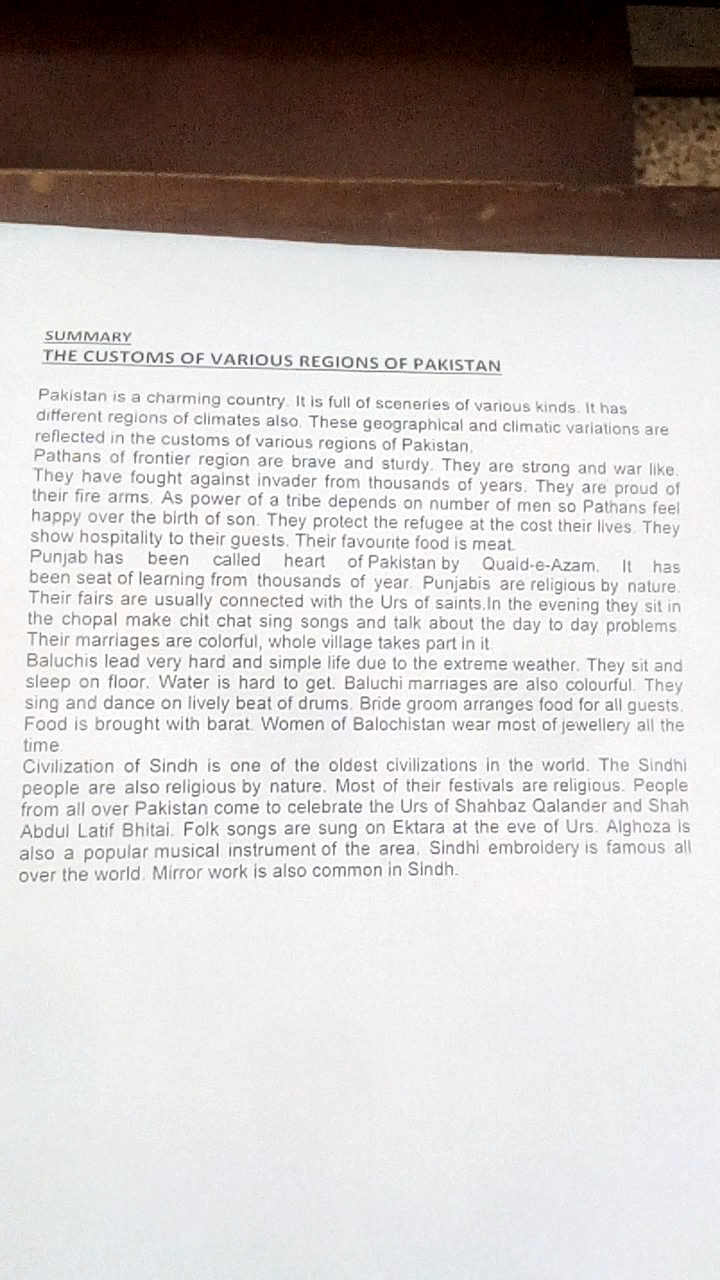 SUMMARY
THE CUSTOMS OF VARIOUS REGIONS OF PAKISTAN
Pakistan is a charming country. It is full of sceneries of various kinds. It has
different regions of climates also. These geographical and climatic variations are
reflected in the customs of various regions of Pakistan.
Pathans of frontier region are brave and sturdy. They are strong and war like.
They have fought against invader from thousands of years. They are proud of
their fire arms. As power of a tribe depends on number of men so Pathans feel
happy over the birth of son. They protect the refugee at the cost their lives. They
show hospitality to their guests. Their favourite food is meat.
Punjab has been called heart of Pakistan by Quaid-e-Azam. It has
been seat of learning from thousands of year. Punjabis are religious by nature.
Their fairs are usually connected with the Urs of saints.In the evening they sit in
the chopal make chit chat sing songs and talk about the day to day problems.
Their marriages are colorful, whole village takes part in it.
Baluchis lead very hard and simple life due to the extreme weather. They sit and
sleep on floor. Water is hard to get. Baluchi marriages are also colourful. They
sing and dance on lively beat of drums. Bride groom arranges food for all guests.
Food is brought with barat. Women of Balochistan wear most of jewellery all the
time.
Civilization of Sindh is one of the oldest civilizations in the world. The Sindhi
people are also religious by nature. Most of their festivals are religious. People
from all over Pakistan come to celebrate the Urs of Shahbaz Qalander and Shah
Abdul Latif Bhitai. Folk songs are sung on Ektara at the eve of Urs. Alghoza is
also a popular musical instrument of the area. Sindhi embroidery is famous all
over the world. Mirror work is also common in Sindh.